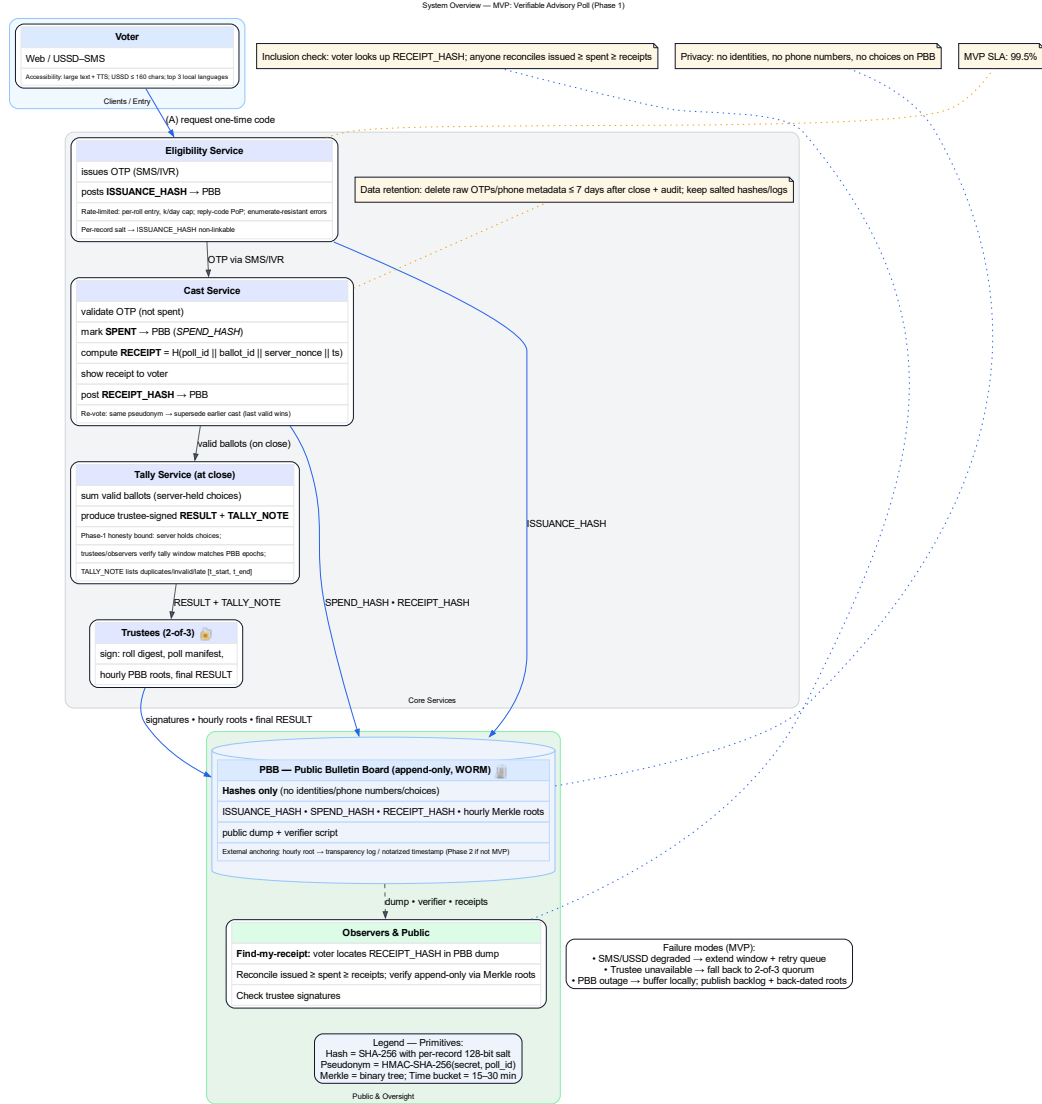 System Overview — MVP: Verifiable Advisory Poll (Phase 1)
Voter
Web / USSD–SMS
Accessibility: large text + TTS; USSD ≤ 160 chars; top 3 local languages
Clients / Entry
Inclusion check: voter looks up RECEIPT_HASH; anyone reconciles issued ≥ spent ≥ receipts
Privacy: no identities, no phone numbers, no choices on PBB
MVP SLA: 99.5%
(A) request one-time code
Eligibility Service
issues OTP (SMS/IVR)
posts ISSUANCE_HASH → PBB
Rate-limited: per-roll entry, k/day cap; reply-code PoP; enumerate-resistant errors
Per-record salt → ISSUANCE_HASH non-linkable
Data retention: delete raw OTPs/phone metadata ≤ 7 days after close + audit; keep salted hashes/logs
OTP via SMS/IVR
Cast Service
validate OTP (not spent)
mark SPENT → PBB (SPEND_HASH)
compute RECEIPT = H(poll_id || ballot_id || server_nonce || ts)
show receipt to voter
post RECEIPT_HASH → PBB
Re-vote: same pseudonym → supersede earlier cast (last valid wins)
valid ballots (on close)
Tally Service (at close)
sum valid ballots (server-held choices)
produce trustee-signed RESULT + TALLY_NOTE
Phase-1 honesty bound: server holds choices;
trustees/observers verify tally window matches PBB epochs;
TALLY_NOTE lists duplicates/invalid/late [t_start, t_end]
ISSUANCE_HASH
RESULT + TALLY_NOTE
SPEND_HASH • RECEIPT_HASH
Trustees (2-of-3)
sign: roll digest, poll manifest,
hourly PBB roots, final RESULT
Core Services
signatures • hourly roots • final RESULT
PBB — Public Bulletin Board (append-only, WORM)
Hashes only (no identities/phone numbers/choices)
ISSUANCE_HASH • SPEND_HASH • RECEIPT_HASH • hourly Merkle roots
public dump + verifier script
External anchoring: hourly root → transparency log / notarized timestamp (Phase 2 if not MVP)
dump • verifier • receipts
Observers & Public
Find-my-receipt: voter locates RECEIPT_HASH in PBB dump
Reconcile issued ≥ spent ≥ receipts; verify append-only via Merkle roots
Check trustee signatures
Failure modes (MVP):
• SMS/USSD degraded → extend window + retry queue
• Trustee unavailable → fall back to 2-of-3 quorum
• PBB outage → buffer locally; publish backlog + back-dated roots
Legend — Primitives:
Hash = SHA-256 with per-record 128-bit salt
Pseudonym = HMAC-SHA-256(secret, poll_id)
Merkle = binary tree; Time bucket = 15–30 min
Public & Oversight